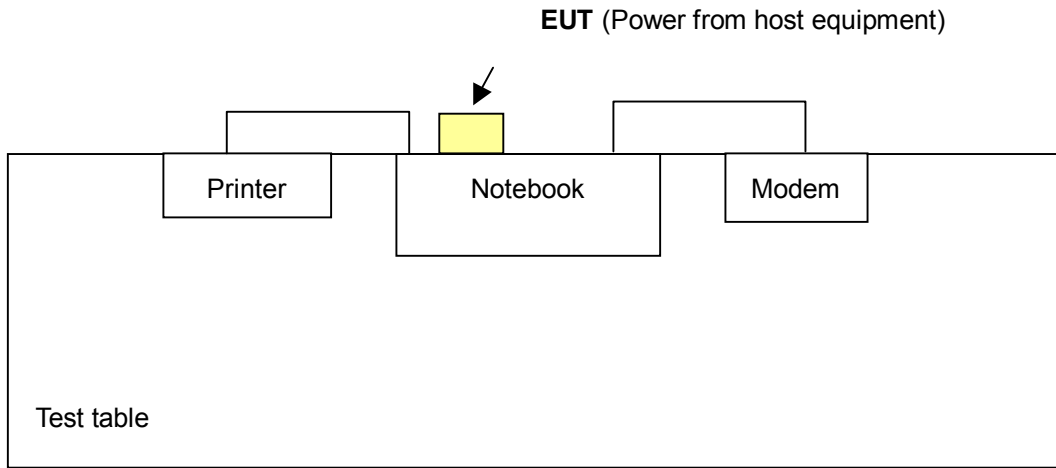 EUT (Power from host equipment)
Printer
Notebook
Modem
Test table